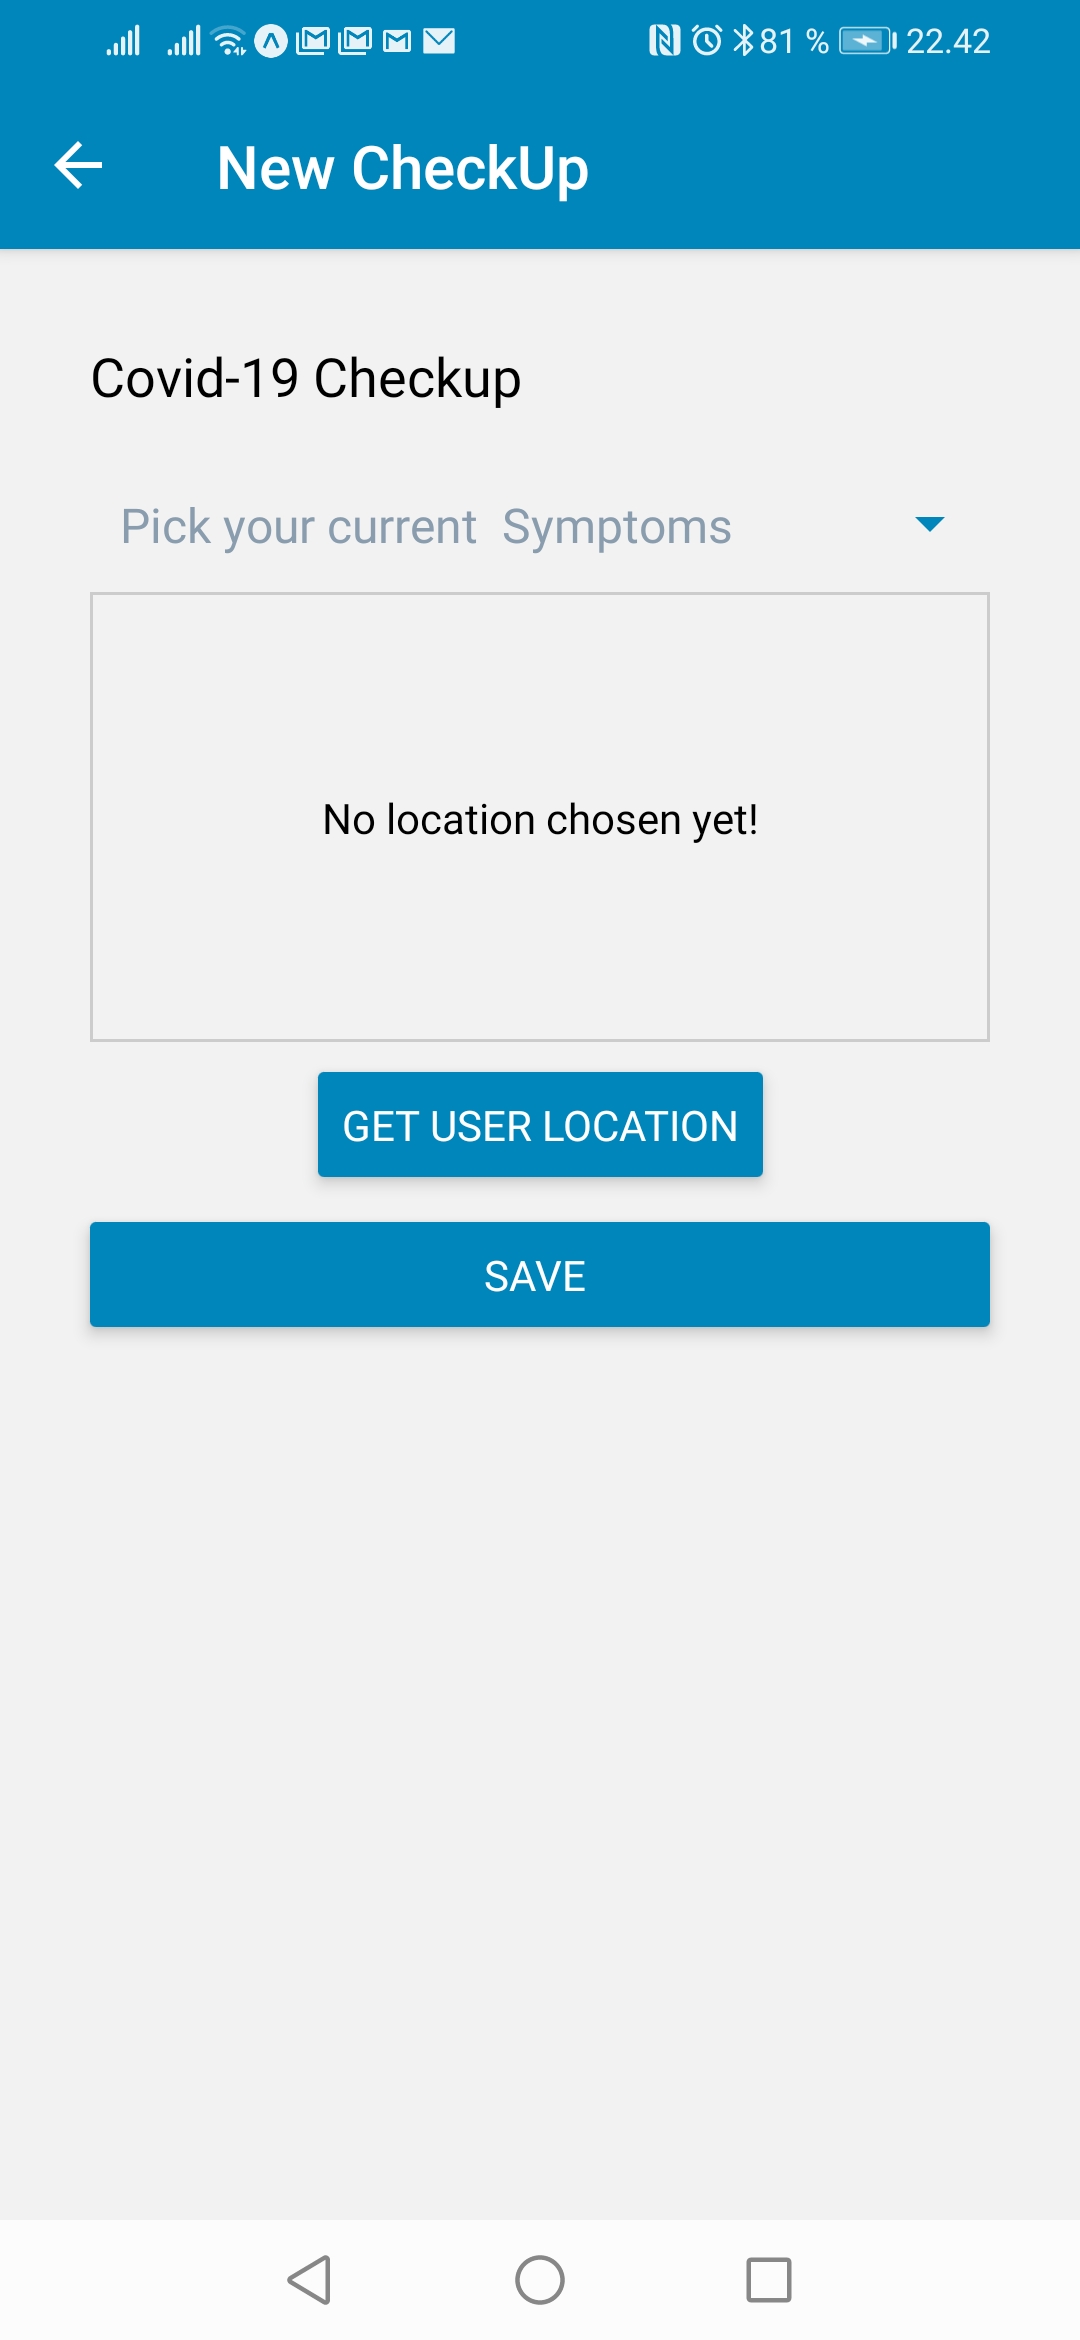 81 % 22.42
New CheckUp
Covid-19 Checkup
Pick your current  Symptoms
No location chosen yet!
GET USER LOCATION
SAVE